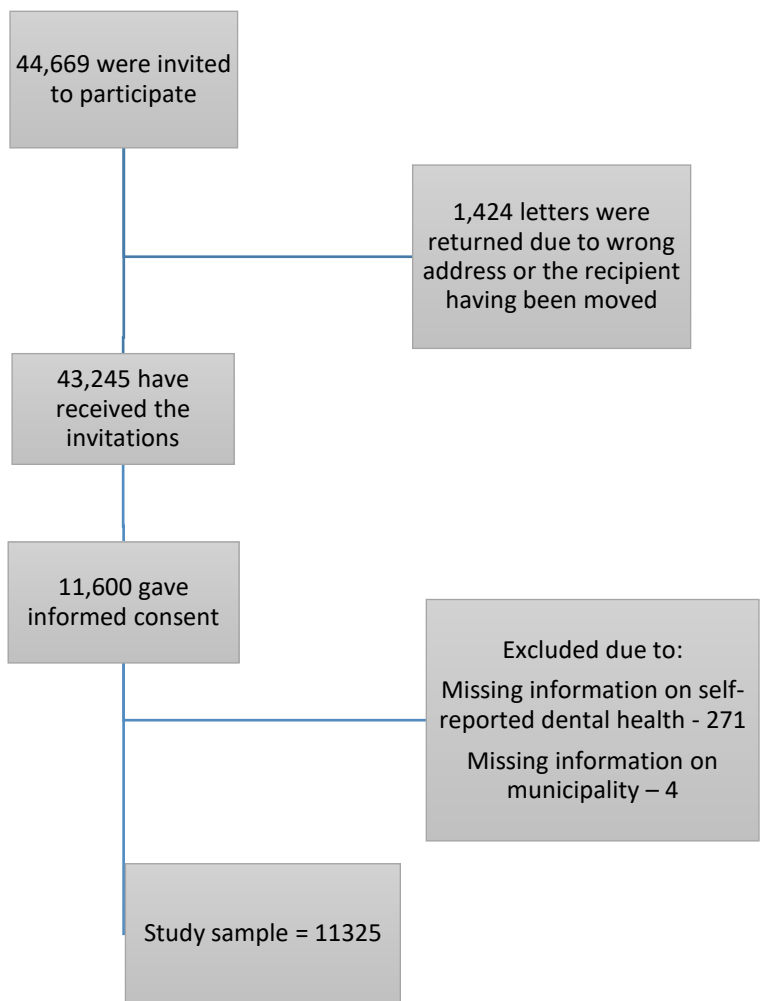 44,669 were invited
to participate
1,424 letters were
returned due to wrong
address or the recipient
having been moved
43,245 have
received the
invitations
11,600 gave
informed consent
Excluded due to:
Missing information on self-
reported dental health - 271
Missing information on
municipality – 4
Study sample = 11325